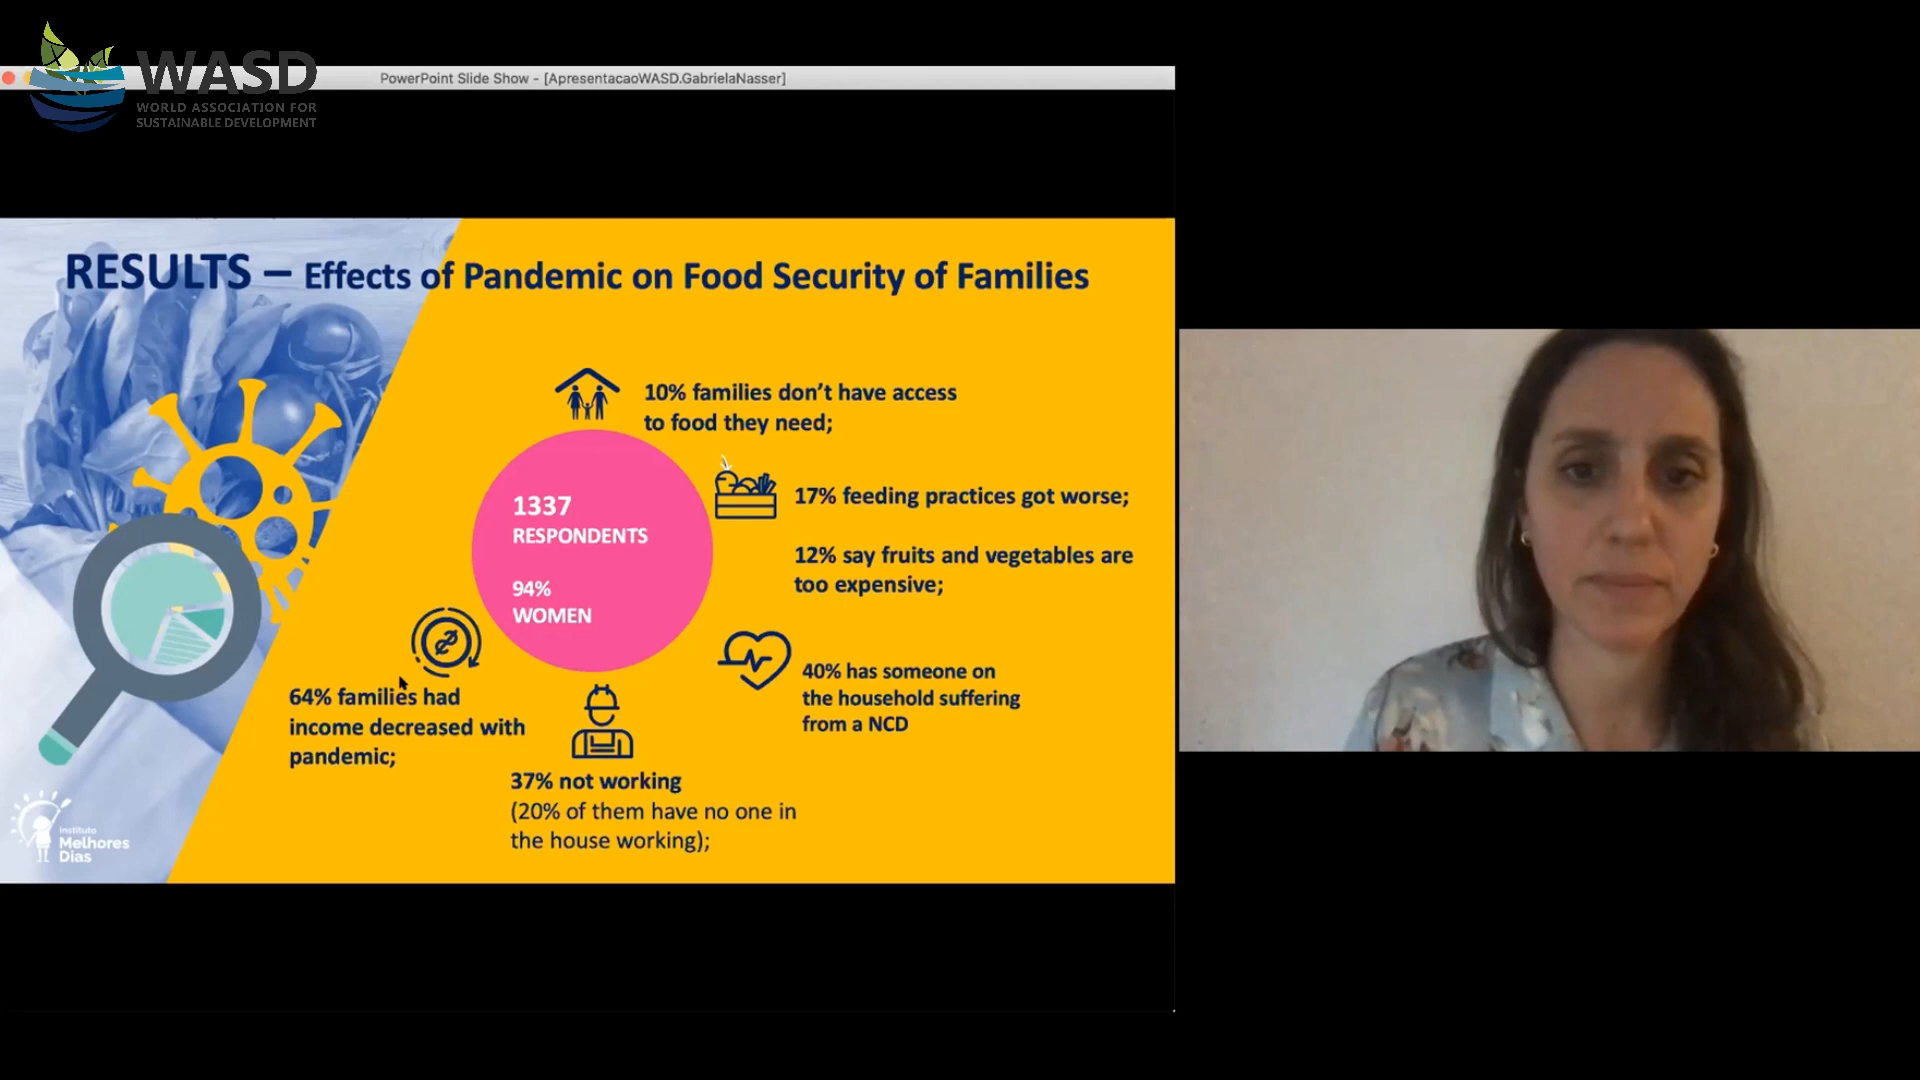 WASD
WORLD ASSOCIATION FOR
SUSTAINABLE DEVELOPMENT
PowerPoint Slide Show - [ApresentacaoWASD.GabrielaNasser]
RESULTS – Effects of Pandemic on Food Security of Families
10% families don’t have access
to food they need;
17% feeding practices got worse;
12% say fruits and vegetables are
too expensive;
1337
RESPONDENTS
94%
WOMEN
40% has someone on
the household suffering
from a NCD
64% families had
income decreased with
pandemic;
37% not working
(20% of them have no one in
the house working);
Instituto
Melhores
Dias